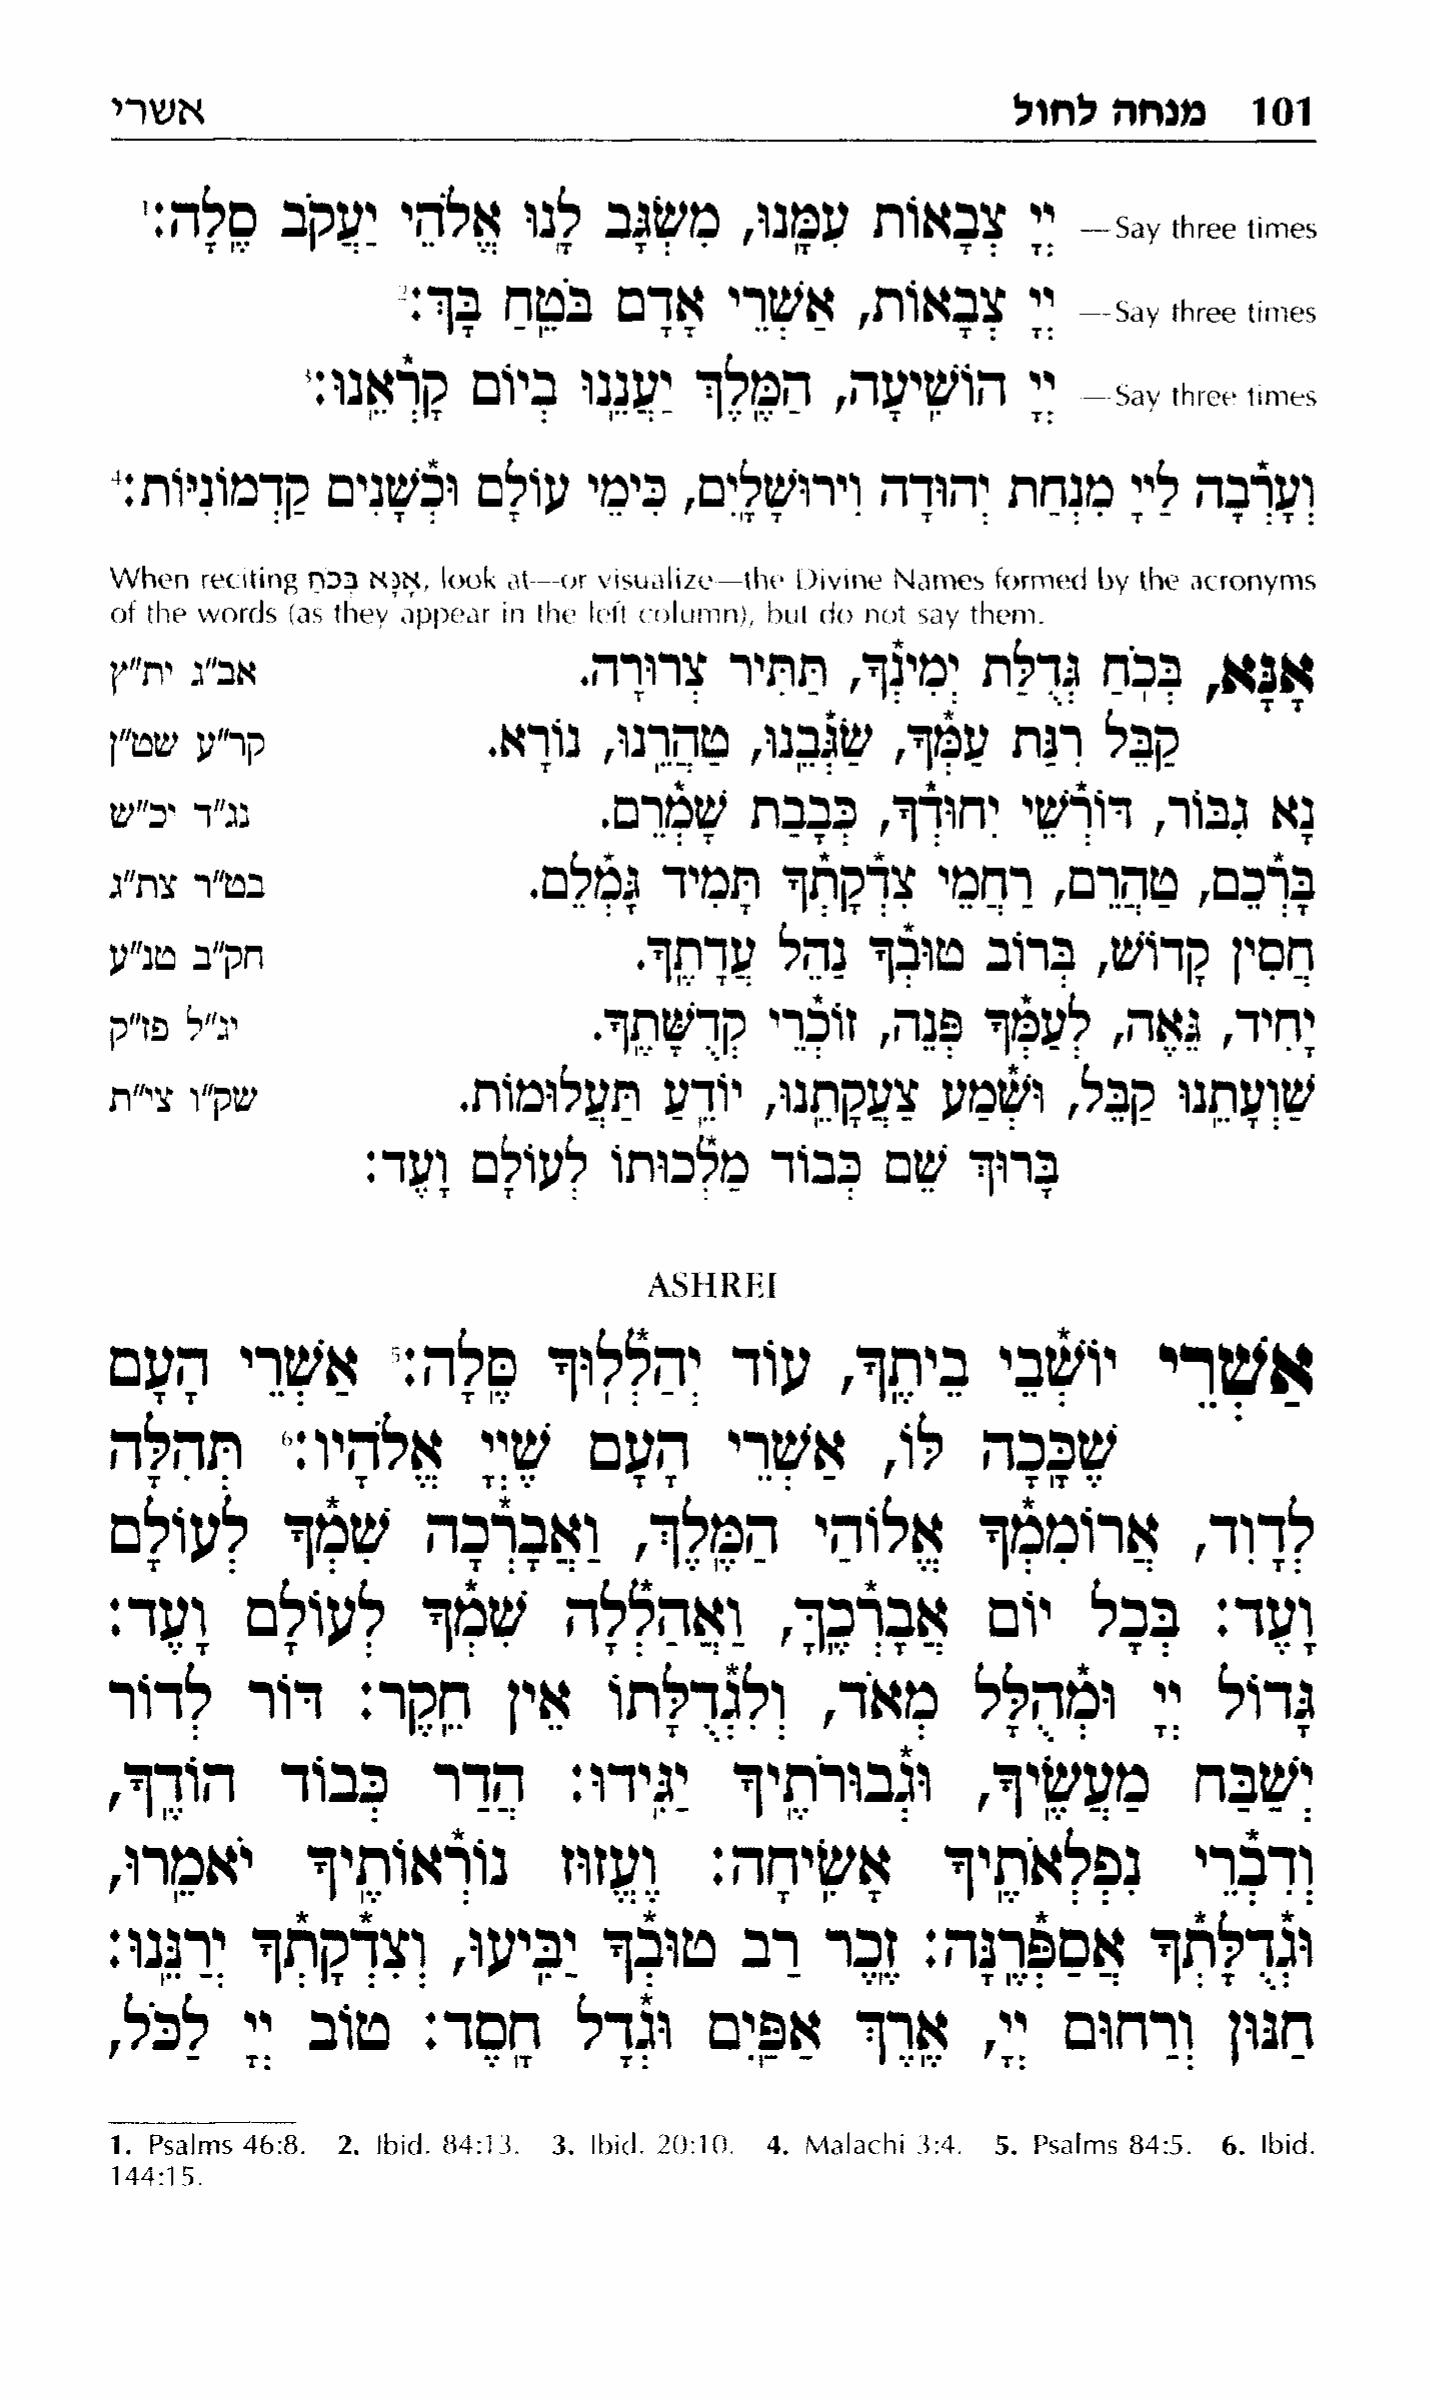 101 מנחה לחול אשרי
Say three times— יְיָ צְבָאוֹת עִמָּנוּ, מִשְׂגָּב לָנוּ אֱלֹהֵי יַעֲקֹב סֶלָה:¹
Say three times— יְיָ צְבָאוֹת, אַשְׁרֵי אָדָם בֹּטֵחַ בָּךְ:²
Say three times— יְיָ הוֹשִׁיעָה, הַמֶּלֶךְ יַעֲנֵנוּ בְיוֹם קָרְ֯אֵנוּ:³
וְעָרְ֯בָה לַייָ מִנְחַת יְהוּדָה וִירוּשָׁלָיִם, כִּימֵי עוֹלָם וּכְ֯שָׁנִים קַדְמוֹנִיּוֹת:⁴
When reciting אָנָּא בְּכֹחַ, look at—or visualize—the Divine Names formed by the acronyms
of the words (as they appear in the left column), but do not say them.
אָנָּא, בְּכֹחַ גְּדֻלַּת יְמִינְ֯ךָ, תַּתִּיר צְרוּרָה. אב"ג ית"ץ
קַבֵּל רִנַּת עַמְּ֯ךָ, שַׂגְּ֯בֵנוּ, טַהֲרֵנוּ, נוֹרָא. קר"ע שט"ן
נָא גִבּוֹר, דּוֹרְ֯שֵׁי יִחוּדְ֯ךָ, כְּבָבַת שָׁמְ֯רֵם. נג"ד יכ"ש
בָּרְ֯כֵם, טַהֲרֵם, רַחֲמֵי צִדְ֯קָתְ֯ךָ תָּמִיד גָּמְ֯לֵם. בט"ר צת"ג
חֲסִין קָדוֹשׁ, בְּרוֹב טוּבְ֯ךָ נַהֵל עֲדָתֶךָ. חק"ב טנ"ע
יָחִיד, גֵּאֶה, לְעַמְּ֯ךָ פְּנֵה, זוֹכְ֯רֵי קְדֻשָּׁתֶךָ. יג"ל פז"ק
שַׁוְעָתֵנוּ קַבֵּל, וּשְׁ֯מַע צַעֲקָתֵנוּ, יוֹדֵעַ תַּעֲלוּמוֹת. שק"ו צי"ת
בָּרוּךְ שֵׁם כְּבוֹד מַלְ֯כוּתוֹ לְעוֹלָם וָעֶד:
ASHREI
אַשְׁרֵי יוֹשְׁ֯בֵי בֵיתֶךָ, עוֹד יְהַלְ֯לוּךָ סֶּלָה:⁵ אַשְׁרֵי הָעָם
שֶׁכָּכָה לּוֹ, אַשְׁרֵי הָעָם שֶׁיְיָ אֱלֹהָיו:⁶ תְּהִלָּה
לְדָוִד, אֲרוֹמִמְ֯ךָ אֱלוֹהַי הַמֶּלֶךְ, וַאֲבָרְ֯כָה שִׁמְ֯ךָ לְעוֹלָם
וָעֶד: בְּכָל יוֹם אֲבָרְ֯כֶךָּ, וַאֲהַלְ֯לָה שִׁמְ֯ךָ לְעוֹלָם וָעֶד:
גָּדוֹל יְיָ וּמְ֯הֻלָּל מְאֹד, וְלִגְ֯דֻלָּתוֹ אֵין חֵקֶר: דּוֹר לְדוֹר
יְשַׁבַּח מַעֲשֶׂיךָ, וּגְ֯בוּרֹתֶיךָ יַגִּידוּ: הֲדַר כְּבוֹד הוֹדֶךָ,
וְדִבְ֯רֵי נִפְלְאֹתֶיךָ אָשִׂיחָה: וֶעֱזוּז נוֹרְ֯אוֹתֶיךָ יֹאמֵרוּ,
וּגְ֯דֻלָּתְ֯ךָ אֲסַפְּ֯רֶנָּה: זֵכֶר רַב טוּבְ֯ךָ יַבִּיעוּ, וְצִדְ֯קָתְ֯ךָ יְרַנֵּנוּ:
חַנּוּן וְרַחוּם יְיָ, אֶרֶךְ אַפַּיִם וּגְ֯דָל חָסֶד: טוֹב יְיָ לַכֹּל,
1. Psalms 46:8. 2. Ibid. 84:13. 3. Ibid. 20:10. 4. Malachi 3:4. 5. Psalms 84:5. 6. Ibid.
144:15.